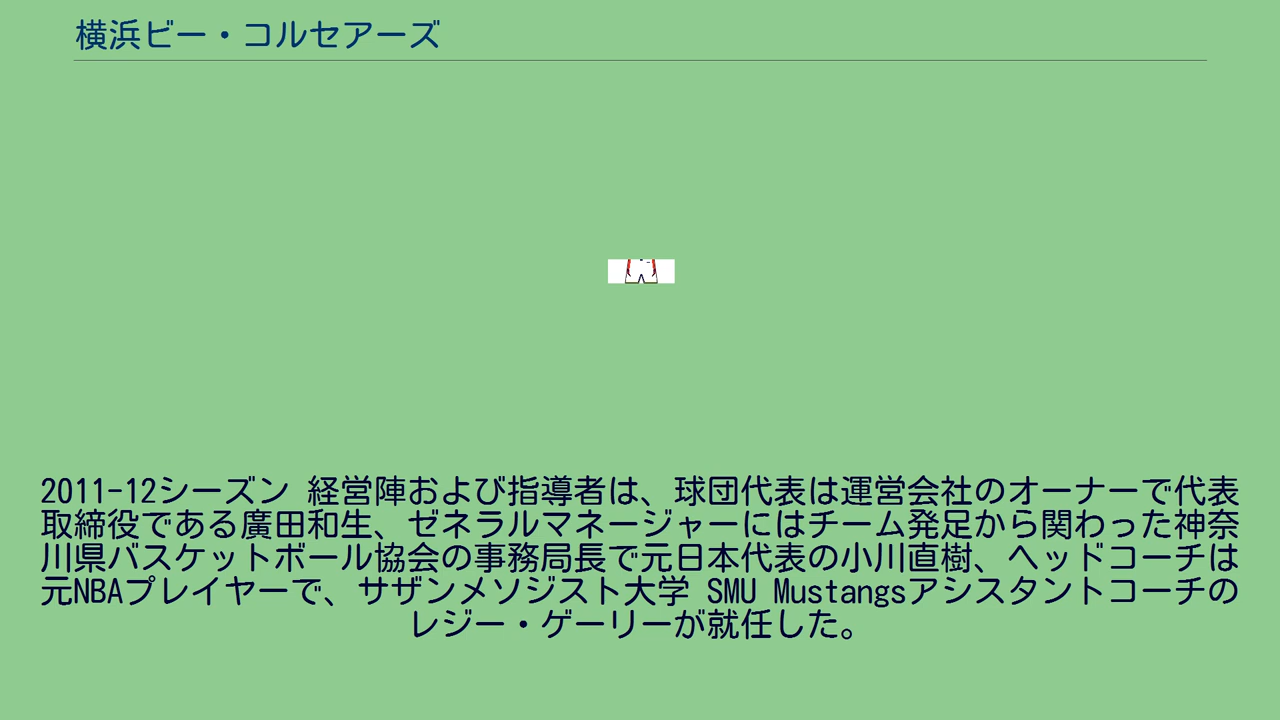 横浜ビー・コルセアーズ
2011-12シーズン 経営陣および指導者は、球団代表は運営会社のオーナーで代表
取締役である廣田和生、ゼネラルマネージャーにはチーム発足から関わった神奈
川県バスケットボール協会の事務局長で元日本代表の小川直樹、ヘッドコーチは
元NBAプレイヤーで、サザンメソジスト大学 SMU Mustangsアシスタントコーチの
レジー・ゲーリーが就任した。